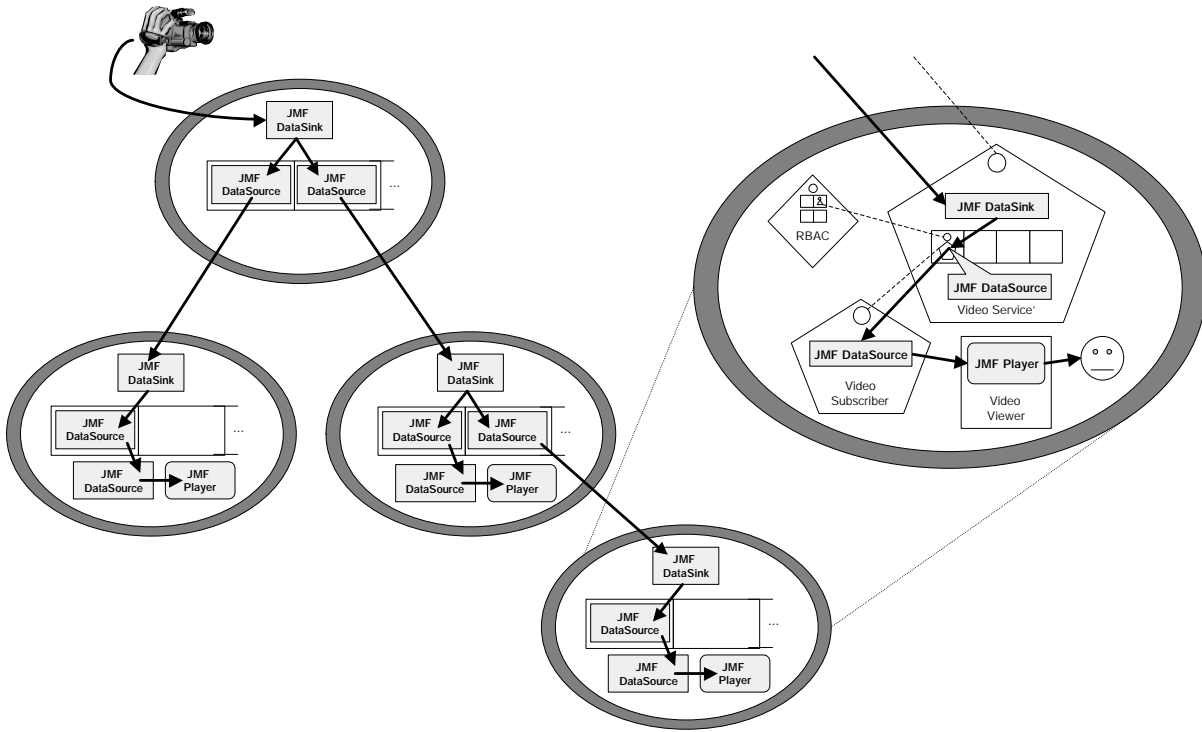 JMF
DataSink
JMF
DataSource
JMF
DataSource
...
JMF
DataSink
JMF
DataSource
...
JMF
DataSource
JMF
Player
JMF
DataSink
JMF
DataSource
JMF
DataSource
...
JMF
DataSource
JMF
Player
JMF
DataSink
JMF
DataSource
...
JMF
DataSource
JMF
Player
RBAC
JMF DataSink
JMF DataSource
Video Service'
JMF DataSource
Video
Subscriber
JMF Player
Video
Viewer